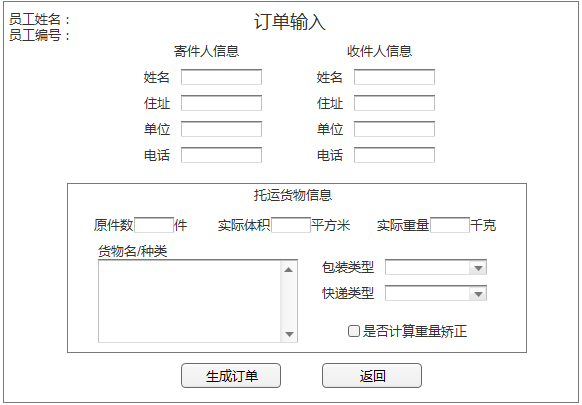 员工姓名：
员工编号：
订单输入
寄件人信息 收件人信息
姓名 姓名
住址 住址
单位 单位
电话 电话
托运货物信息
原件数 件 实际体积 平方米 实际重量 千克
货物名/种类
包装类型
快递类型
是否计算重量矫正
生成订单 返回